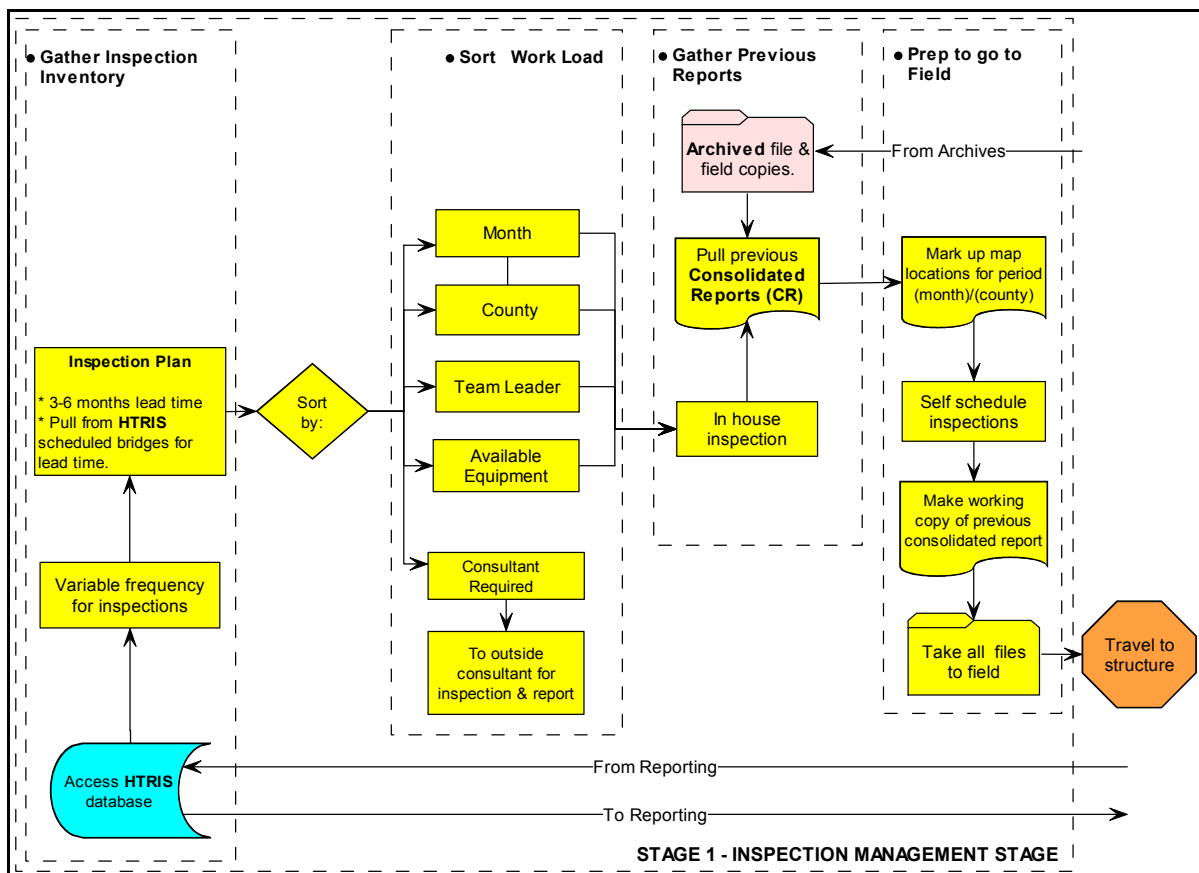 ● Gather Inspection
Inventory
● Sort Work Load
● Gather Previous
Reports
● Prep to go to
Field
Archived file &
field copies.
From Archives
Month
County
Team Leader
Available
Equipment
Consultant
Required
To outside
consultant for
inspection & report
Pull previous
Consolidated
Reports (CR)
In house
inspection
Mark up map
locations for period
(month)/(county)
Self schedule
inspections
Make working
copy of previous
consolidated report
Take all files
to field
Travel to
structure
Inspection Plan
* 3-6 months lead time
* Pull from HTRIS
scheduled bridges for
lead time.
Sort
by:
Variable frequency
for inspections
Access HTRIS
database
From Reporting
To Reporting
STAGE 1 - INSPECTION MANAGEMENT STAGE